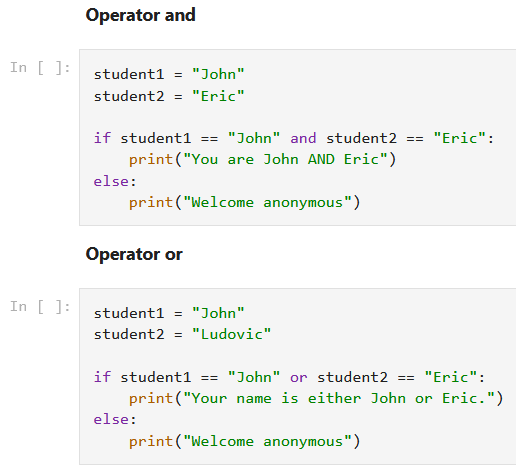 Operator and
In [ ]:
student1 = "John"
student2 = "Eric"
if student1 == "John" and student2 == "Eric":
    print("You are John AND Eric")
else:
    print("Welcome anonymous")
Operator or
In [ ]:
student1 = "John"
student2 = "Ludovic"
if student1 == "John" or student2 == "Eric":
    print("Your name is either John or Eric.")
else:
    print("Welcome anonymous")